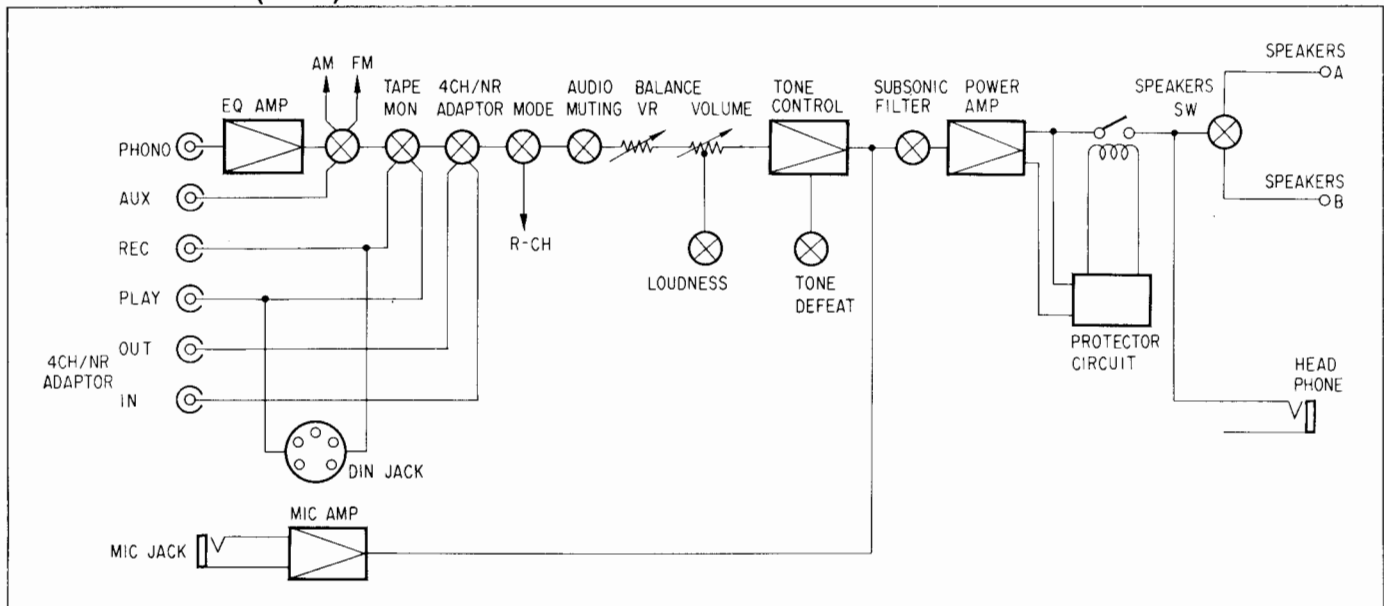 SPEAKERS
A
AM FM
TAPE
MON
4CH/NR
ADAPTOR
MODE
AUDIO
MUTING
BALANCE
VR
VOLUME
TONE
CONTROL
SUBSONIC
FILTER
POWER
AMP
SPEAKERS
SW
EQ AMP
PHONO
AUX
SPEAKERS
B
REC
R-CH
LOUDNESS
TONE
DEFEAT
PLAY
OUT
PROTECTOR
CIRCUIT
4CH/NR
ADAPTOR
IN
HEAD
PHONE
DIN JACK
MIC AMP
MIC JACK